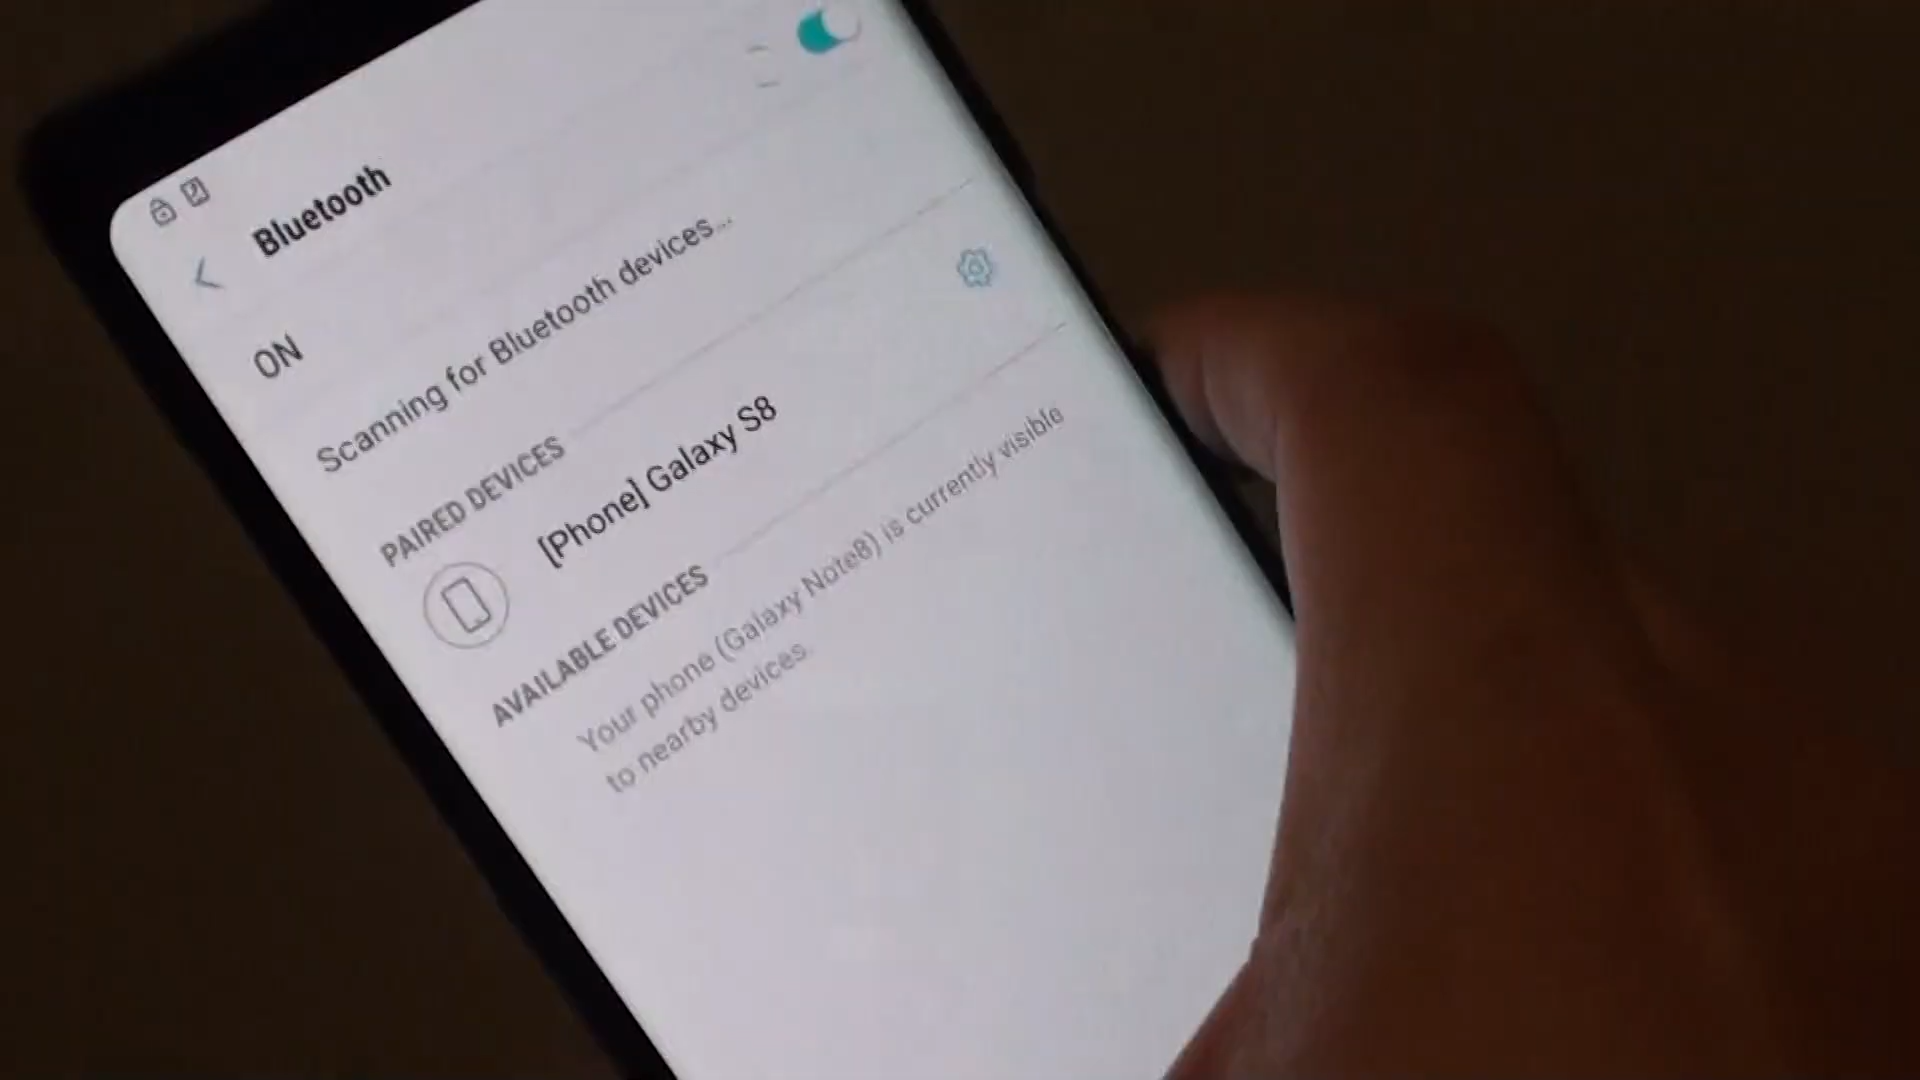 Bluetooth
ON
Scanning for Bluetooth devices...
PAIRED DEVICES
[Phone] Galaxy S8
AVAILABLE DEVICES
Your phone (Galaxy Note8) is currently visible
to nearby devices.